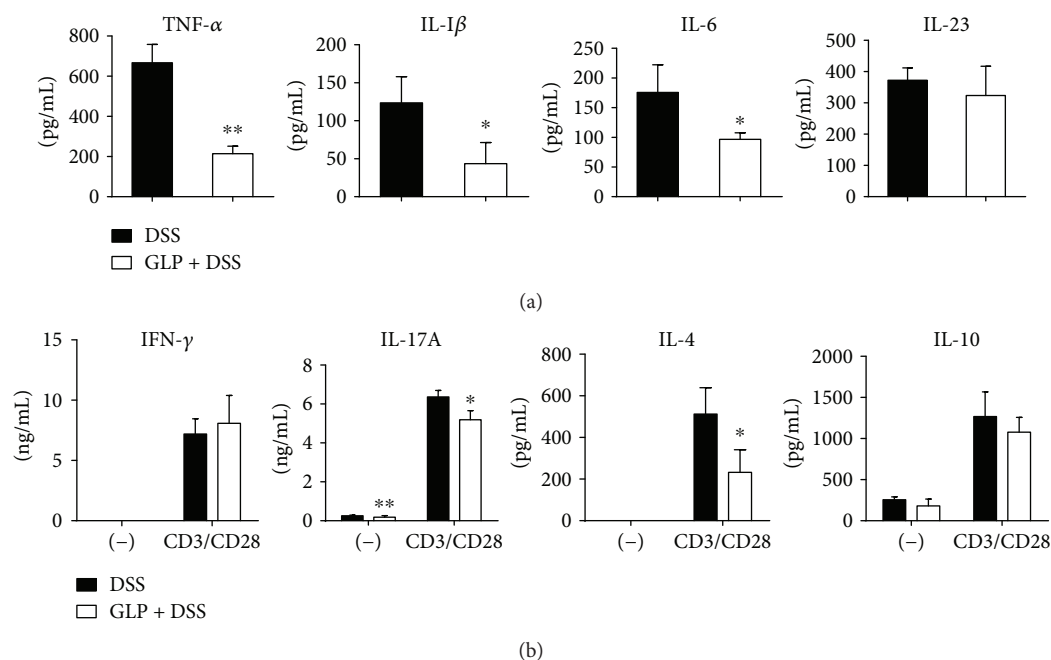 TNF-α
(pg/mL)
800
600
400
200
0
**
IL-Iβ
(pg/mL)
150
100
50
0
*
IL-6
(pg/mL)
250
200
150
100
50
0
*
IL-23
(pg/mL)
500
400
300
200
100
0
DSS
GLP + DSS
(a)
IFN-γ
(ng/mL)
15
10
5
0
(−) CD3/CD28
IL-17A
(ng/mL)
8
6
4
2
0
**
*
(−) CD3/CD28
IL-4
(pg/mL)
800
600
400
200
0
*
(−) CD3/CD28
IL-10
(pg/mL)
2000
1500
1000
500
0
(−) CD3/CD28
DSS
GLP + DSS
(b)